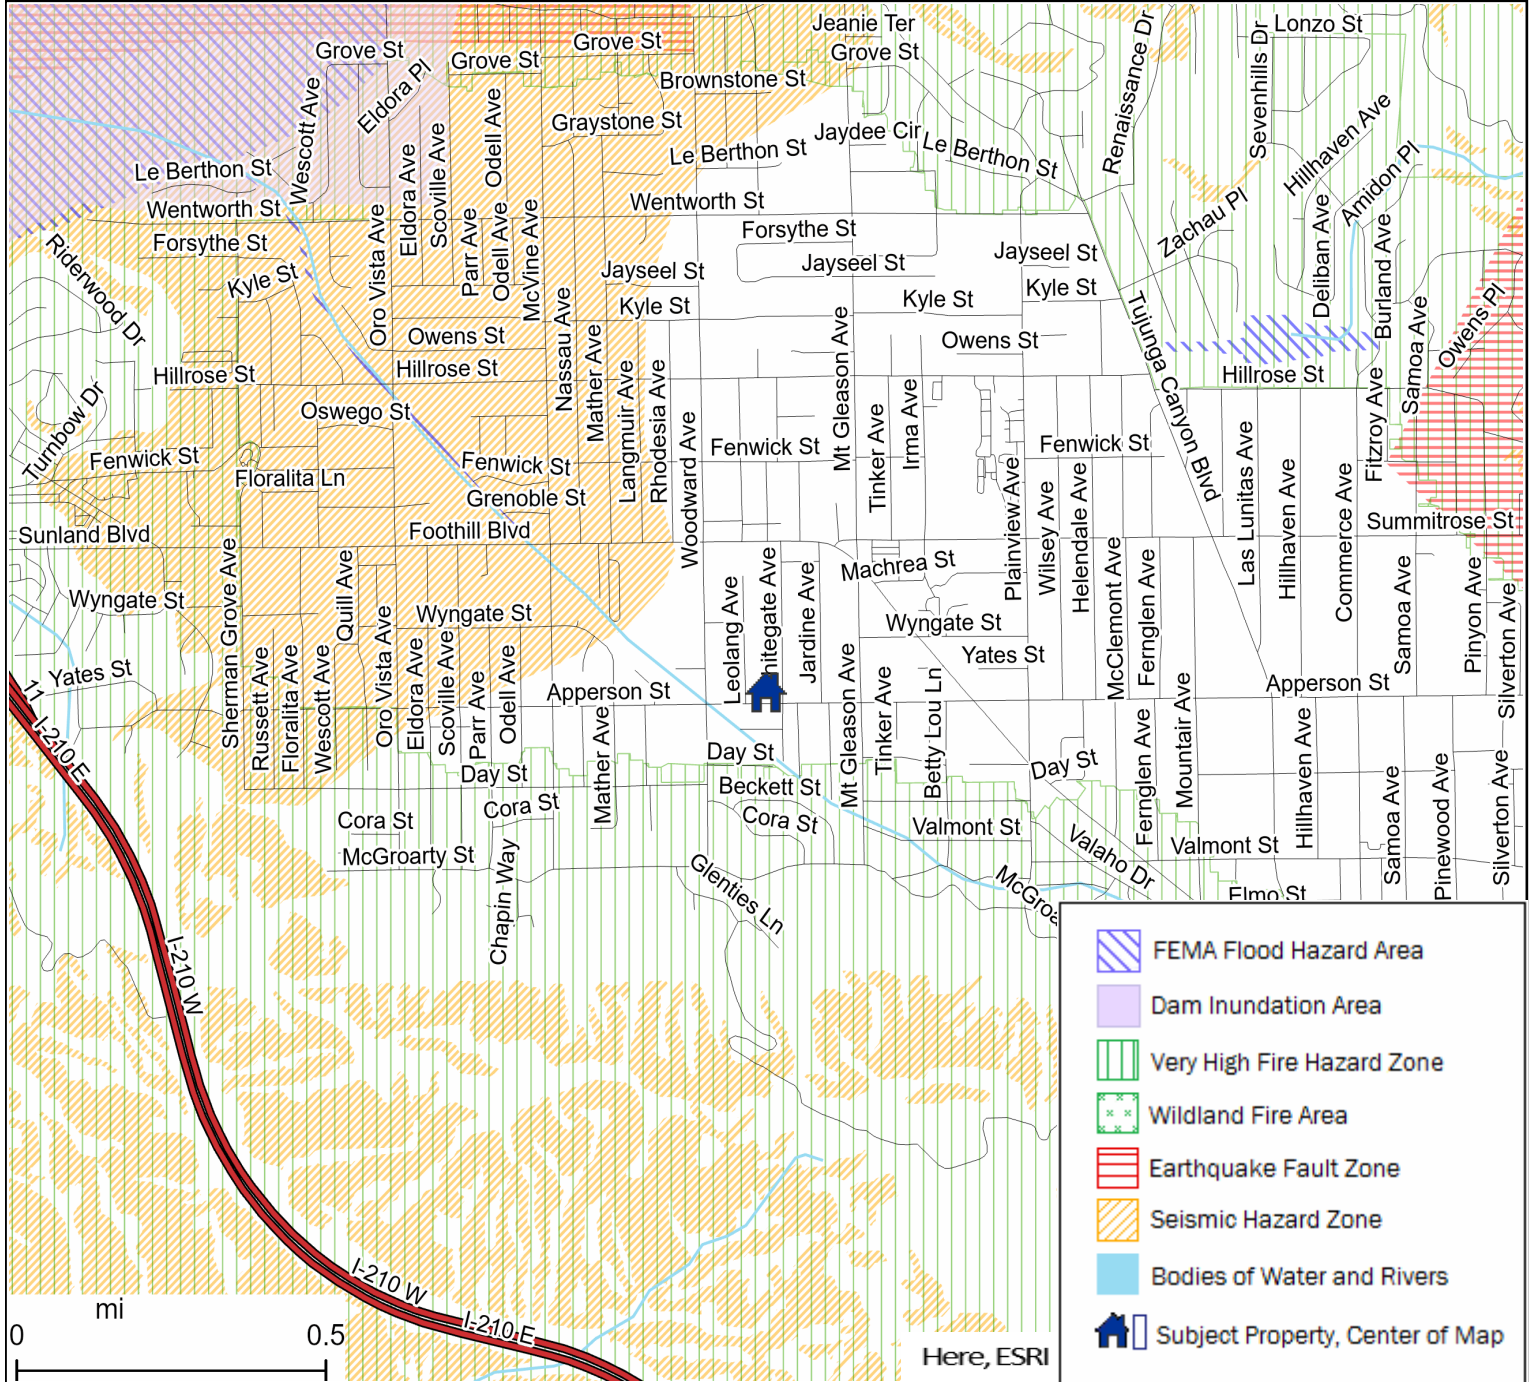 Jeanie Ter
Lonzo St
Grove St
Grove St
Grove St
Grove St
Renaissance Dr
Sevenhills Dr
Eldora Pl
Brownstone St
Wescott Ave
Odell Ave
Graystone St
Jaydee Cir
Le Berthon St
Hillhaven Ave
Amidon Pl
Le Berthon St
Le Berthon St
Eldora Ave
Scoville Ave
Wentworth St
Wentworth St
Zachau Pl
Deliban Ave
Burland Ave
Forsythe St
Forsythe St
Oro Vista Ave
Parr Ave
Odell Ave
McVine Ave
Riderwood Dr
Kyle St
Jayseel St
Jayseel St
Jayseel St
Kyle St
Kyle St
Kyle St
Tujunga Canyon Blvd
Samoa Ave
Owens Pl
Owens St
Owens St
Nassau Ave
Mather Ave
Langmuir Ave
Rhodesia Ave
Mt Gleason Ave
Hillrose St
Hillrose St
Hillrose St
Turnbow Dr
Oswego St
Woodward Ave
Tinker Ave
Irma Ave
Fitzroy Ave
Fenwick St
Fenwick St
Fenwick St
Fenwick St
Floralita Ln
Grenoble St
Plainview Ave
Wilsey Ave
Helendale Ave
Las Lunitas Ave
Hillhaven Ave
Commerce Ave
Summitrose St
Sunland Blvd
Foothill Blvd
Sherman Grove Ave
Quill Ave
Machrea St
McClemont Ave
Fernglen Ave
Samoa Ave
Pinyon Ave
Silverton Ave
Wyngate St
Wyngate St
Wyngate St
Leolang Ave
hitegate Ave
Jardine Ave
Yates St
Yates St
Russett Ave
Floralita Ave
Wescott Ave
Oro Vista Ave
Eldora Ave
Scoville Ave
Parr Ave
Odell Ave
Apperson St
Apperson St
Mt Gleason Ave
Tinker Ave
Betty Lou Ln
Mountain Ave
11
I-210 E
Mather Ave
Day St
Day St
Day St
Fernglen Ave
Hillhaven Ave
Samoa Ave
Pinewood Ave
Silverton Ave
Beckett St
Cora St
Cora St
Cora St
Valmont St
Valmont St
McGroarty St
Valaho Dr
Chapin Way
Glenties Ln
McGroa
Elmo St
I-210 W
I-210 W
I-210 E
mi
0 0.5
Here, ESRI
FEMA Flood Hazard Area
Dam Inundation Area
Very High Fire Hazard Zone
Wildland Fire Area
Earthquake Fault Zone
Seismic Hazard Zone
Bodies of Water and Rivers
Subject Property, Center of Map